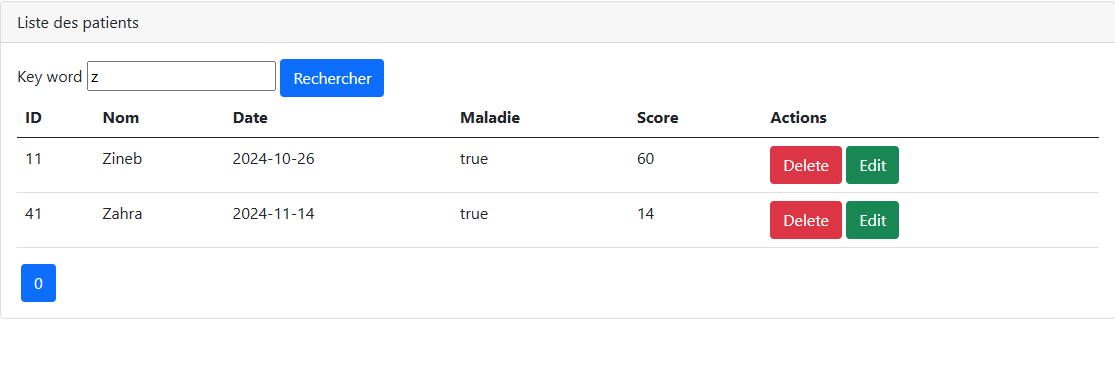 Liste des patients
Key word z Rechercher
ID Nom Date Maladie Score Actions
11 Zineb 2024-10-26 true 60 Delete Edit
41 Zahra 2024-11-14 true 14 Delete Edit
0